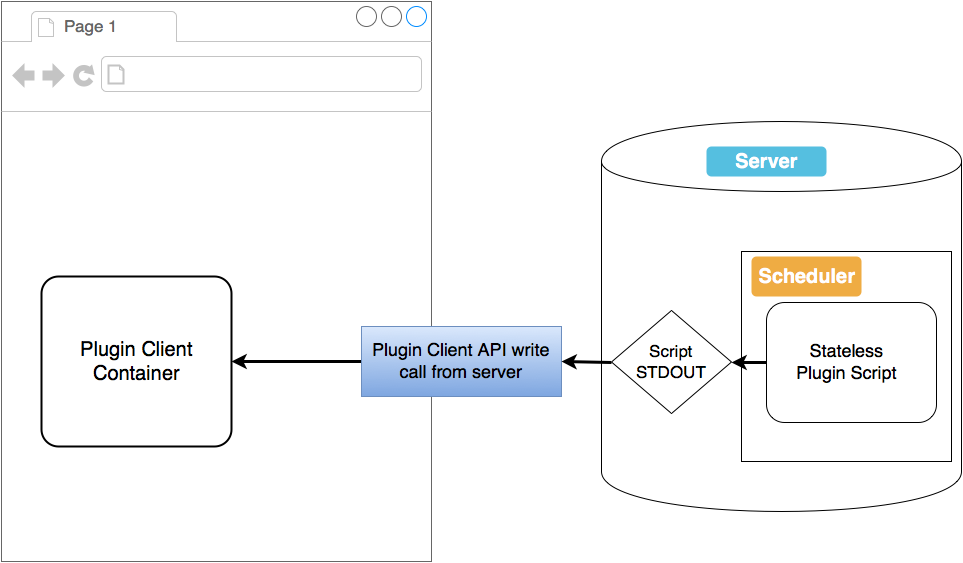 Page 1
Server
Scheduler
Plugin Client
Container
Plugin Client API write
call from server
Script
STDOUT
Stateless
Plugin Script